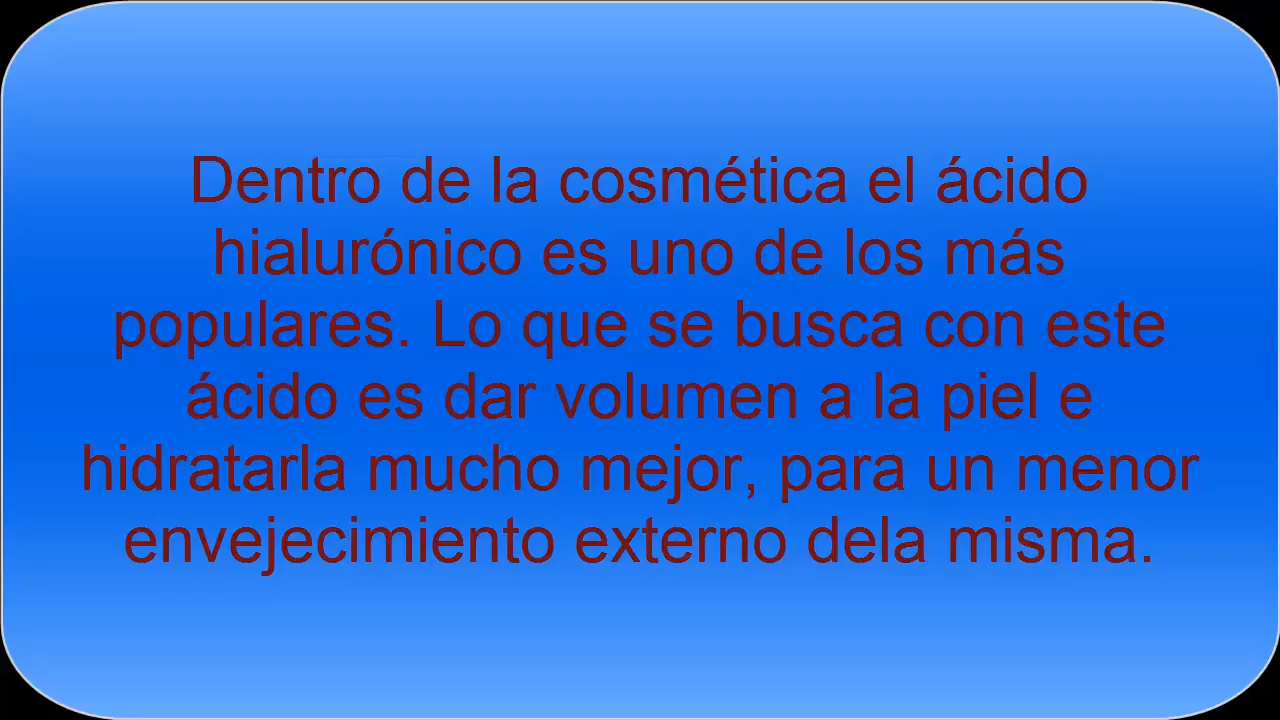 Dentro de la cosmética el ácido
hialurónico es uno de los más
populares. Lo que se busca con este
ácido es dar volumen a la piel e
hidratarla mucho mejor, para un menor
envejecimiento externo dela misma.